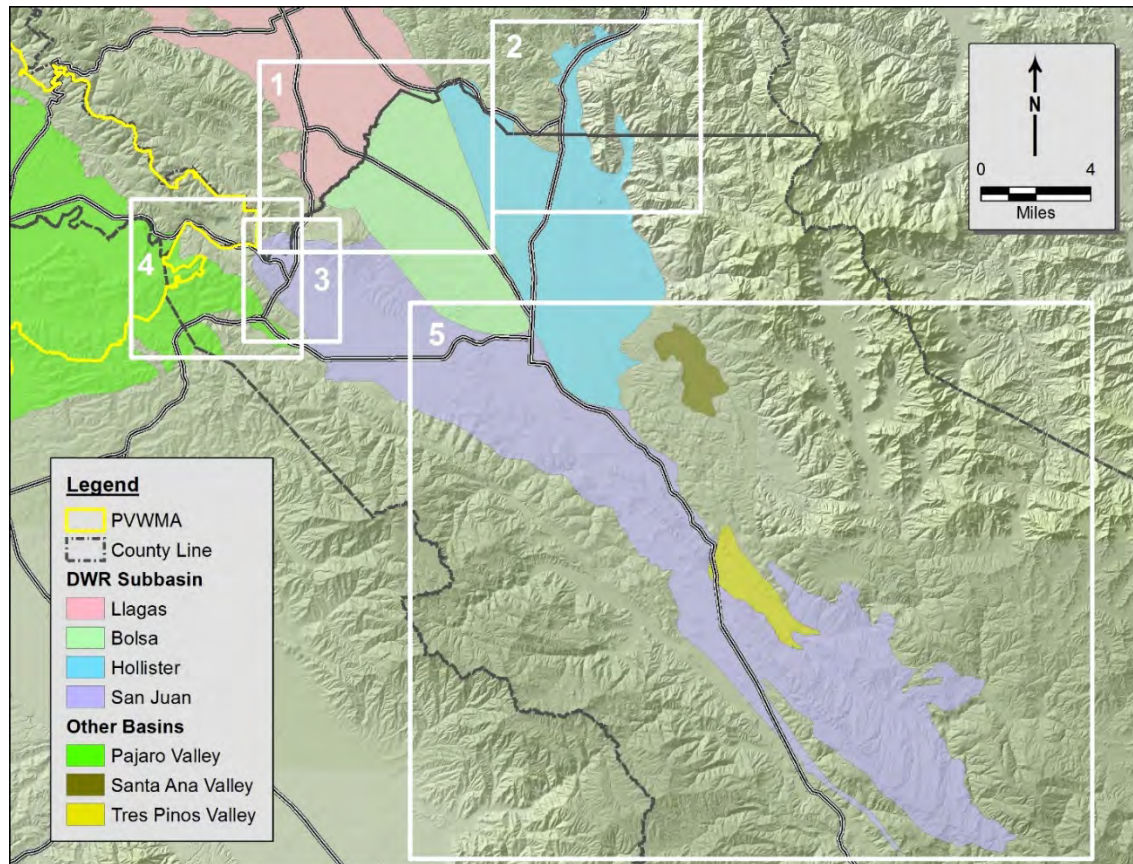 1
2
3
4
5
N
0 4
Miles
Legend
PVWMA
County Line
DWR Subbasin
Llagas
Bolsa
Hollister
San Juan
Other Basins
Pajaro Valley
Santa Ana Valley
Tres Pinos Valley